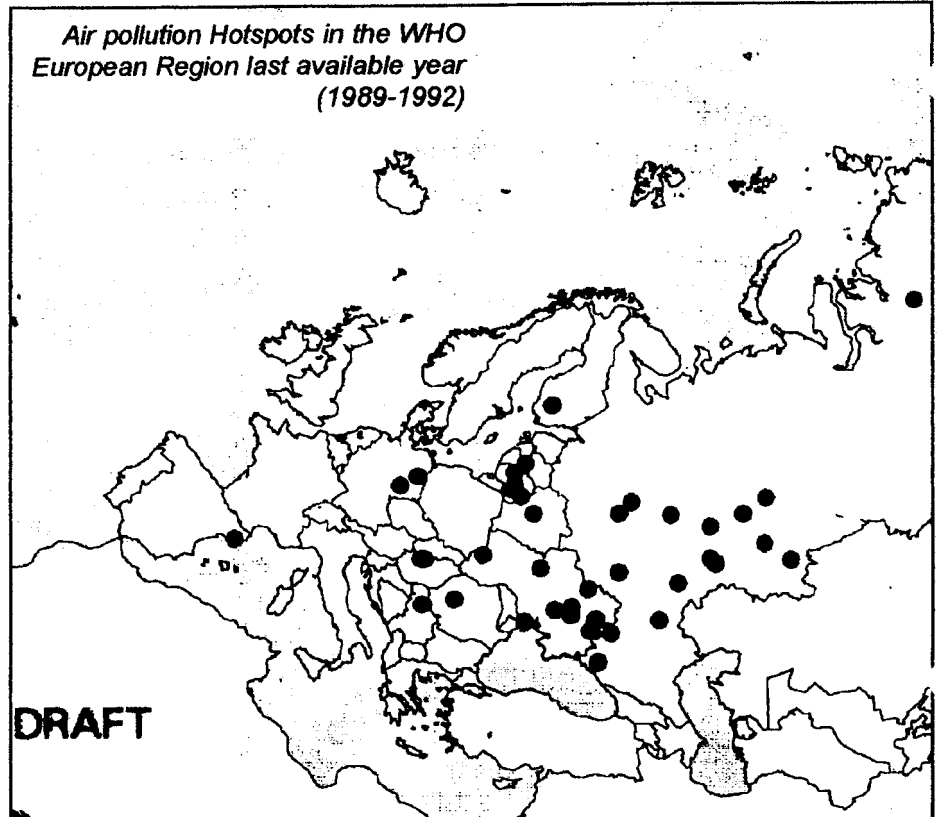 Air pollution Hotspots in the WHO
European Region last available year
(1989-1992)
DRAFT